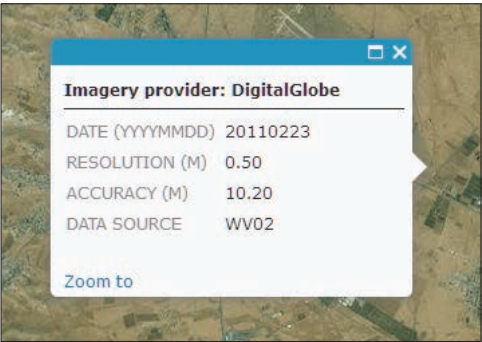 Imagery provider: DigitalGlobe
DATE (YYYYMMDD) 20110223
RESOLUTION (M) 0.50
ACCURACY (M) 10.20
DATA SOURCE WV02
Zoom to